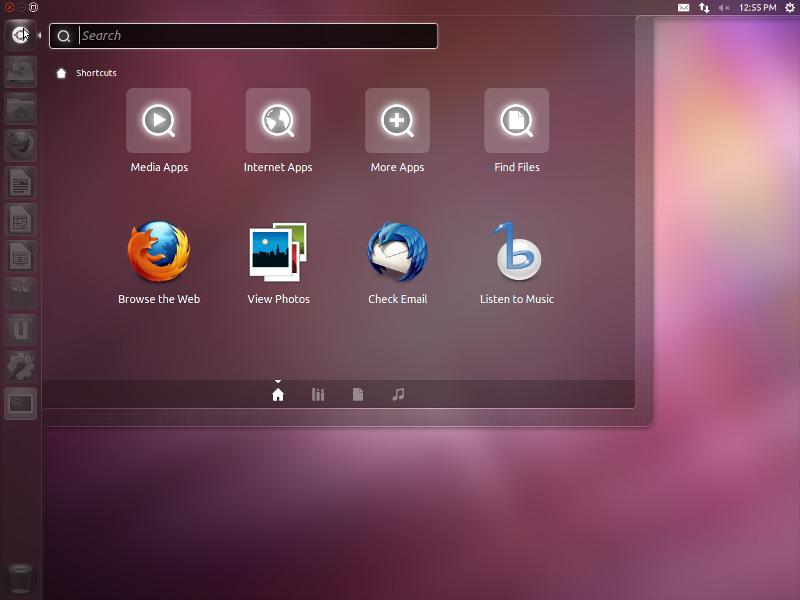 12:55 PM
Search
Shortcuts
Media Apps Internet Apps More Apps Find Files
Browse the Web View Photos Check Email Listen to Music